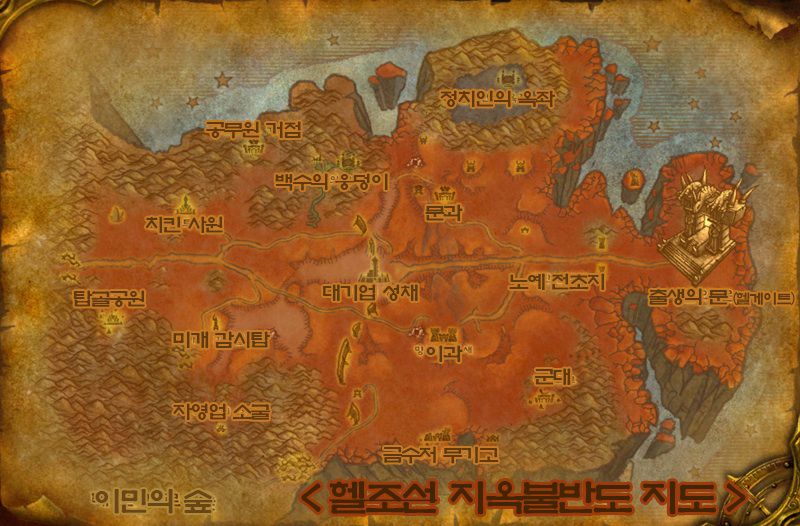 정치인의 옥좌
공무원 거점
백수의 웅덩이
문과
치킨 사원
대기업 성채
노예 전초지
출생의 문(헬게이트)
탑골공원
미개 감시탑
이과
군대
자영업 소굴
금수저 무기고
이민의 숲
<헬조선 지옥불반도 지도>